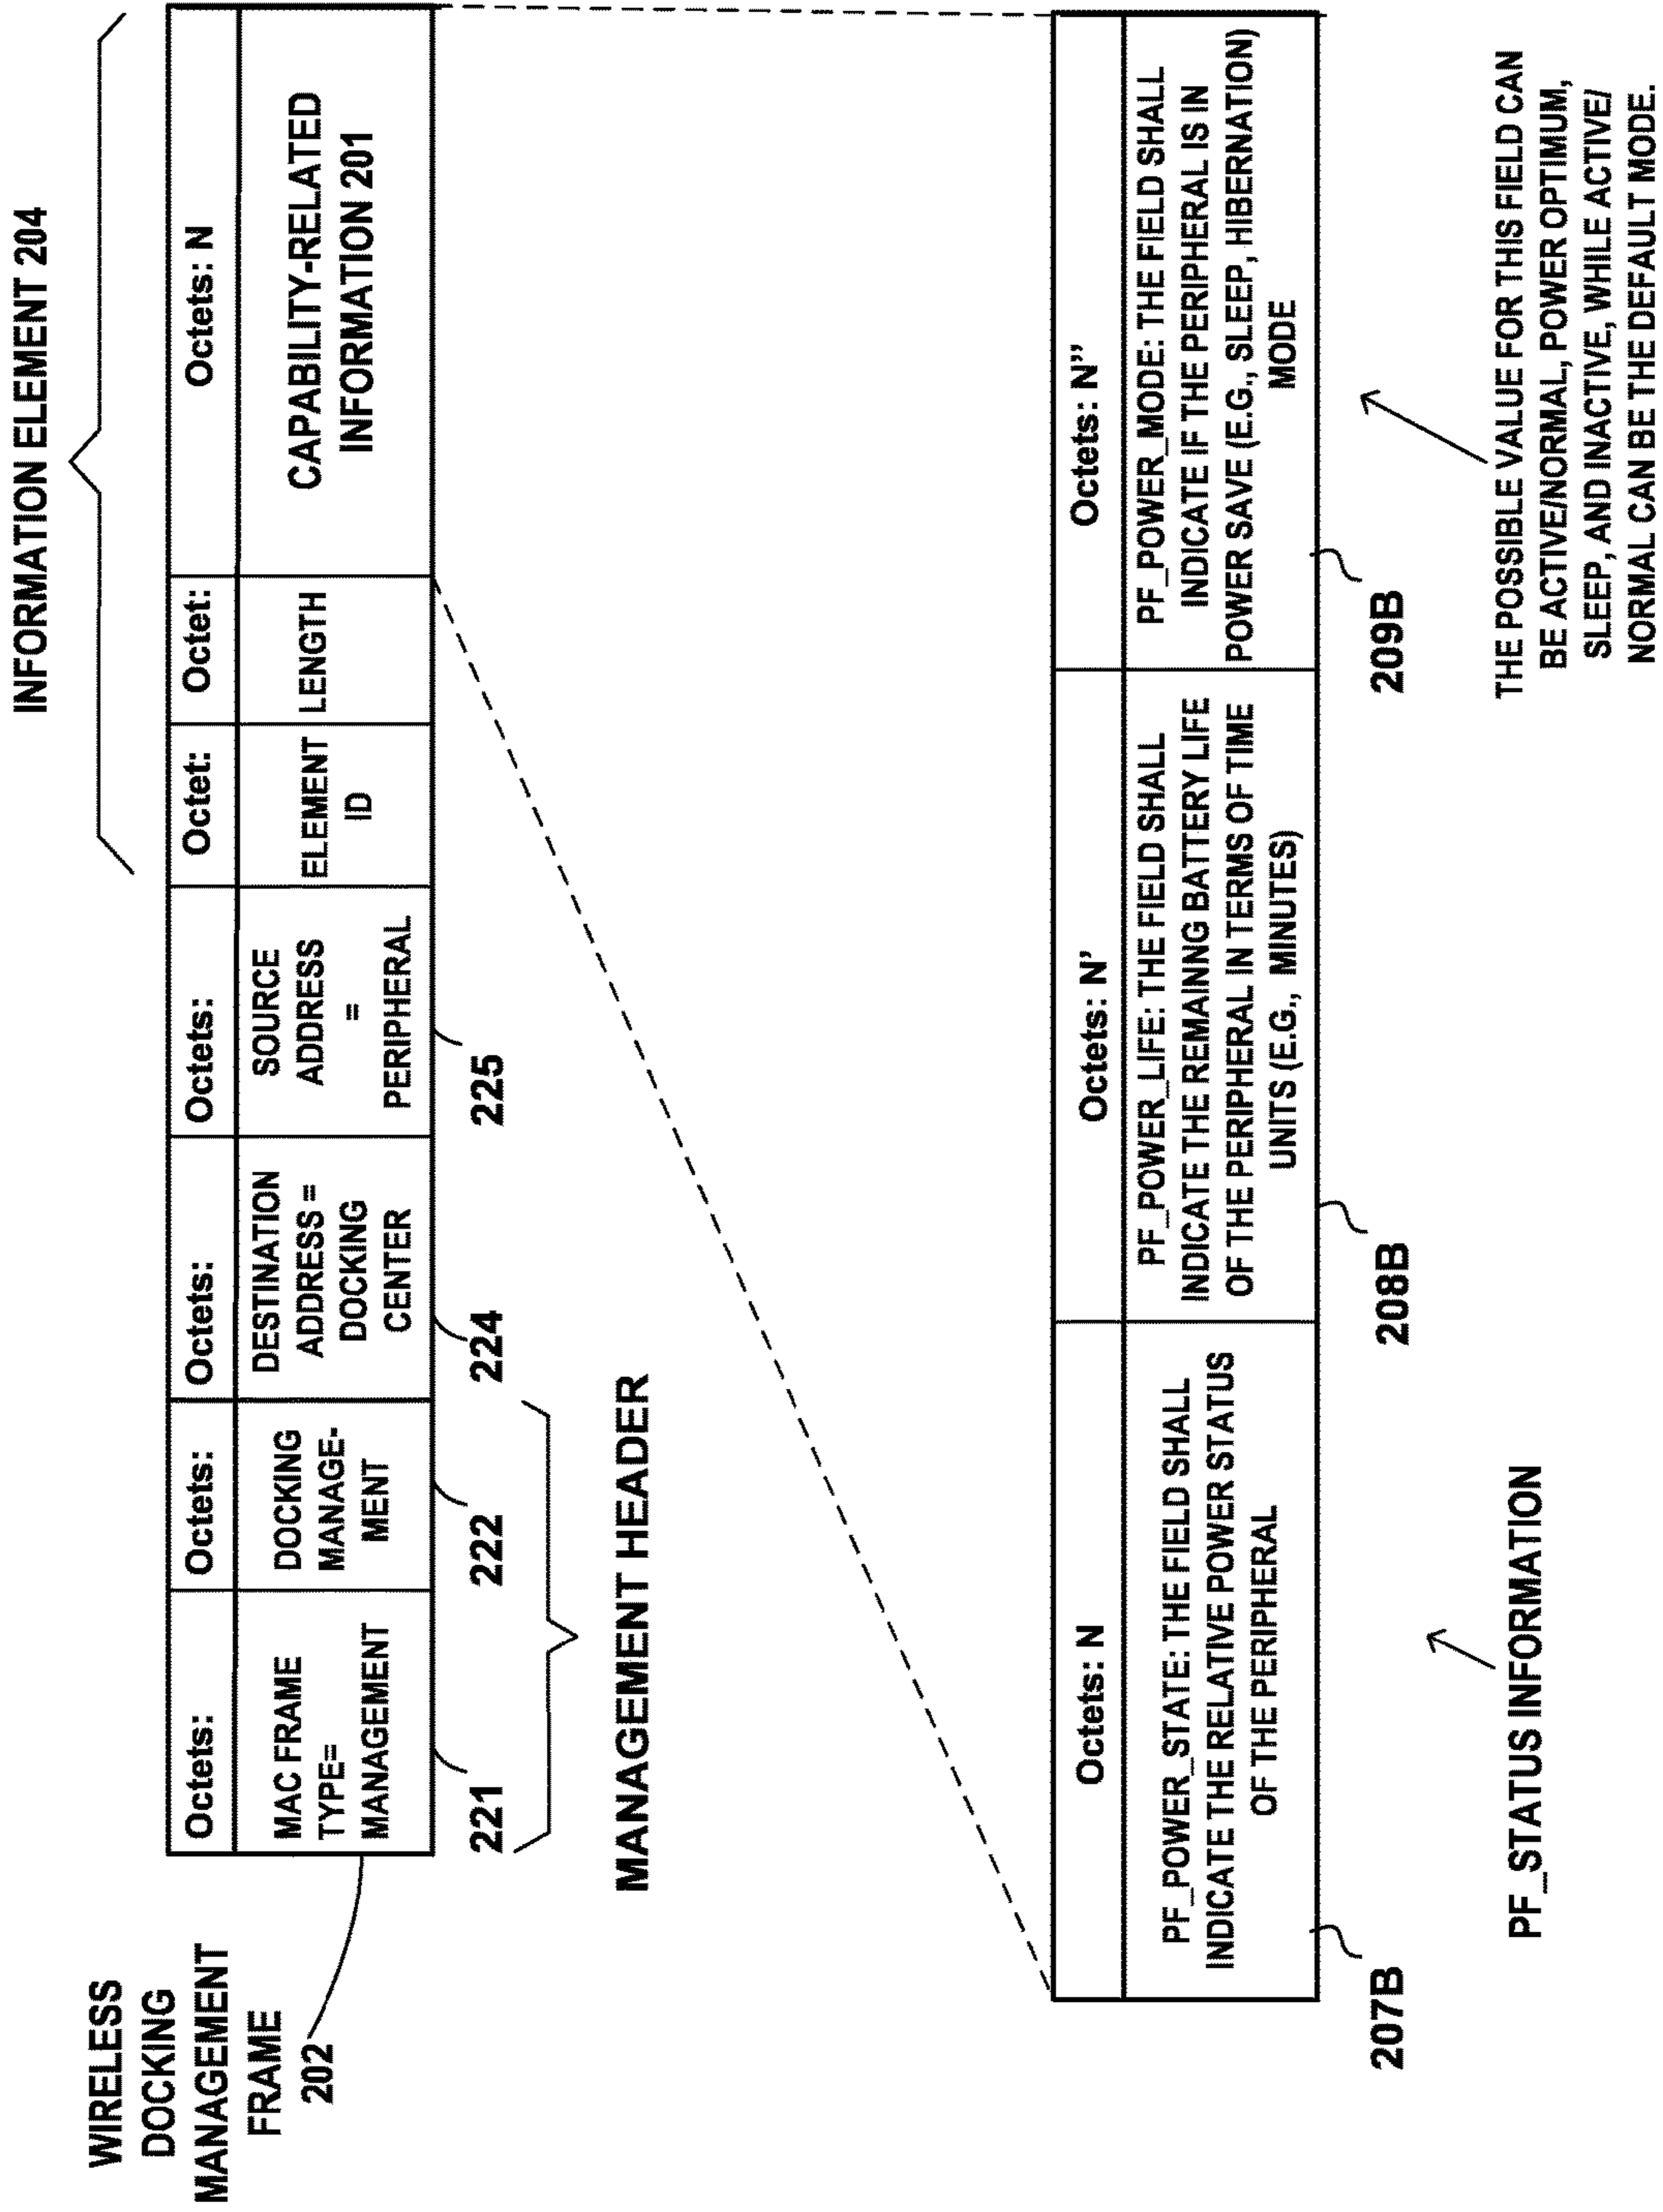 INFORMATION ELEMENT 204
WIRELESS
DOCKING
MANAGEMENT
FRAME
202
Octets:
MAC FRAME
TYPE=
MANAGEMENT
221
Octets:
DOCKING
MANAGE-
MENT
222
Octets:
DESTINATION
ADDRESS =
DOCKING
CENTER
224
Octets:
SOURCE
ADDRESS
=
PERIPHERAL
225
Octet:
ELEMENT
ID
Octet:
LENGTH
Octets: N
CAPABILITY-RELATED
INFORMATION 201
MANAGEMENT HEADER
Octets: N
PF_POWER_STATE: THE FIELD SHALL
INDICATE THE RELATIVE POWER STATUS
OF THE PERIPHERAL
207B
Octets: N'
PF_POWER_LIFE: THE FIELD SHALL
INDICATE THE REMAINNG BATTERY LIFE
OF THE PERIPHERAL IN TERMS OF TIME
UNITS (E.G., MINUTES)
208B
Octets: N''
PF_POWER_MODE: THE FIELD SHALL
INDICATE IF THE PERIPHERAL IS IN
POWER SAVE (E.G., SLEEP, HIBERNATION)
MODE
209B
PF_STATUS INFORMATION
THE POSSIBLE VALUE FOR THIS FIELD CAN
BE ACTIVE/NORMAL, POWER OPTIMUM,
SLEEP, AND INACTIVE, WHILE ACTIVE/
NORMAL CAN BE THE DEFAULT MODE.